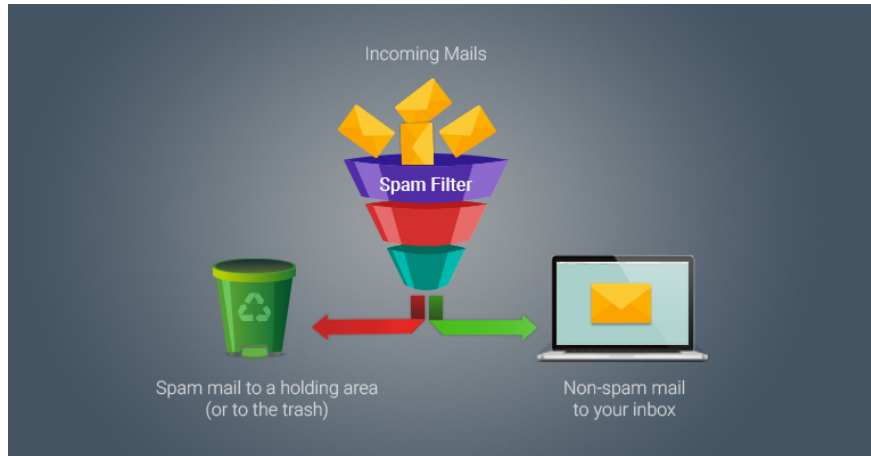 Incoming Mails
Spam Filter
Spam mail to a holding area
(or to the trash)
Non-spam mail
to your inbox